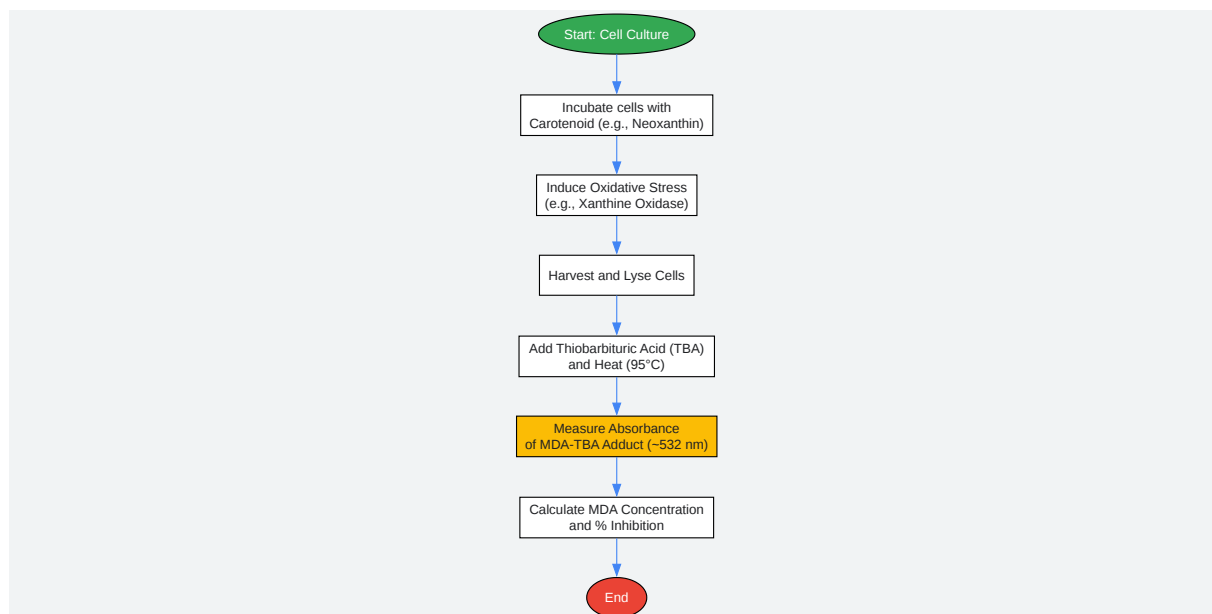 Start: Cell Culture
Incubate cells with
Carotenoid (e.g., Neoxanthin)
Induce Oxidative Stress
(e.g., Xanthine Oxidase)
Harvest and Lyse Cells
Add Thiobarbituric Acid (TBA)
and Heat (95°C)
Measure Absorbance
of MDA-TBA Adduct (~532 nm)
Calculate MDA Concentration
and % Inhibition
End